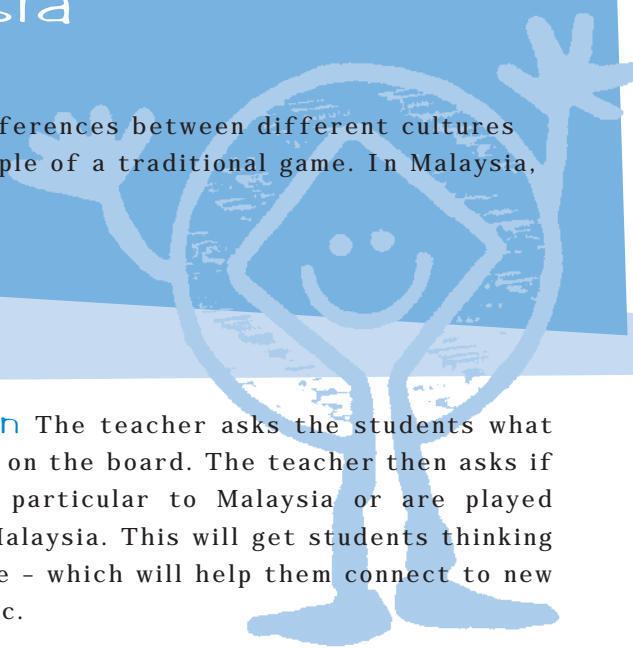 sia
ferences between different cultures
ple of a traditional game. In Malaysia,
n The teacher asks the students what
on the board. The teacher then asks if
particular to Malaysia or are played
Malaysia. This will get students thinking
e – which will help them connect to new
c.